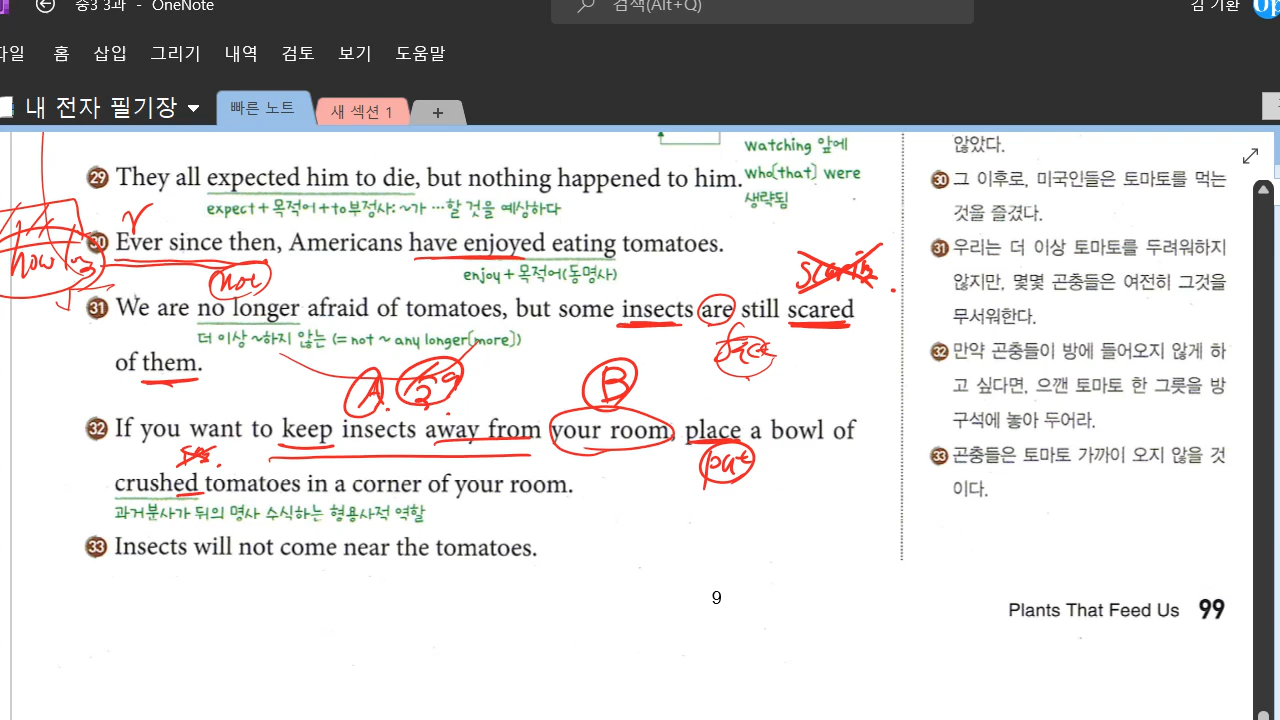 중3 3과 - OneNote
검색(Alt+Q)
김 기환
파일 홈 삽입 그리기 내역 검토 보기 도움말
내 전자 필기장 빠른 노트 새 섹션 1 +
watching 앞에
who[that] were
생략됨
29 They all expected him to die, but nothing happened to him.
expect+목적어+to부정사: ~가 …할 것을 예상하다
30 Ever since then, Americans have enjoyed eating tomatoes.
how
not
enjoy+목적어(동명사)
31 We are no longer afraid of tomatoes, but some insects are still scared
더 이상 ~하지 않는 (= not ~ any longer[more])
of them.
A B
32 If you want to keep insects away from your room, place a bowl of
put
crushed tomatoes in a corner of your room.
과거분사가 뒤의 명사 수식하는 형용사적 역할
33 Insects will not come near the tomatoes.
않았다.
30 그 이후로, 미국인들은 토마토를 먹는
것을 즐겼다.
31 우리는 더 이상 토마토를 두려워하지
않지만, 몇몇 곤충들은 여전히 그것을
무서워한다.
32 만약 곤충들이 방에 들어오지 않게 하
고 싶다면, 으깬 토마토 한 그릇을 방
구석에 놓아 두어라.
33 곤충들은 토마토 가까이 오지 않을 것
이다.
9
Plants That Feed Us 99